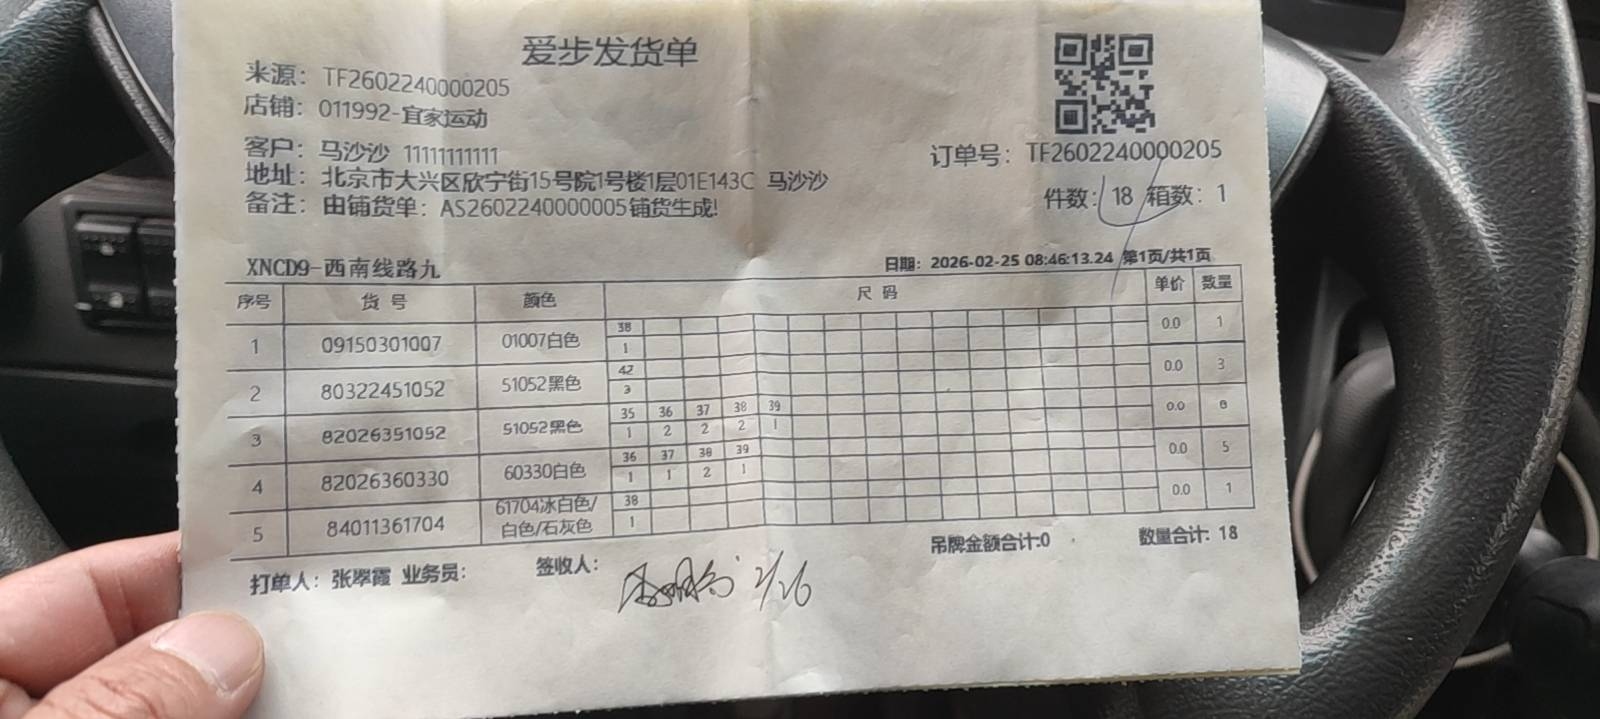 爱步发货单
来源: TF2602240000205
店铺: 011992-宜家运动
客户: 马沙沙 11111111111
地址: 北京市大兴区欣宁街15号院1号楼1层01E143C 马沙沙
备注: 由铺货单: AS2602240000005铺货生成!
订单号: TF2602240000205
件数: 18 箱数: 1
XNCD9-西南线路九
日期: 2026-02-25 08:46:13.24 第1页/共1页
序号 货号 颜色 尺码 单价 数量
38
1 09150301007 01007白色 1 0.0 1
42
2 80322451052 51052黑色 3 0.0 3
35 36 37 38 39
3 82026351052 51052黑色 1 2 2 2 1 0.0 8
36 37 38 39
4 82026360330 60330白色 1 1 2 1 0.0 5
38
5 84011361704 61704冰白色/白色/石灰色 1 0.0 1
吊牌金额合计:0 数量合计: 18
打单人: 张翠霞 业务员: 签收人: 2/26